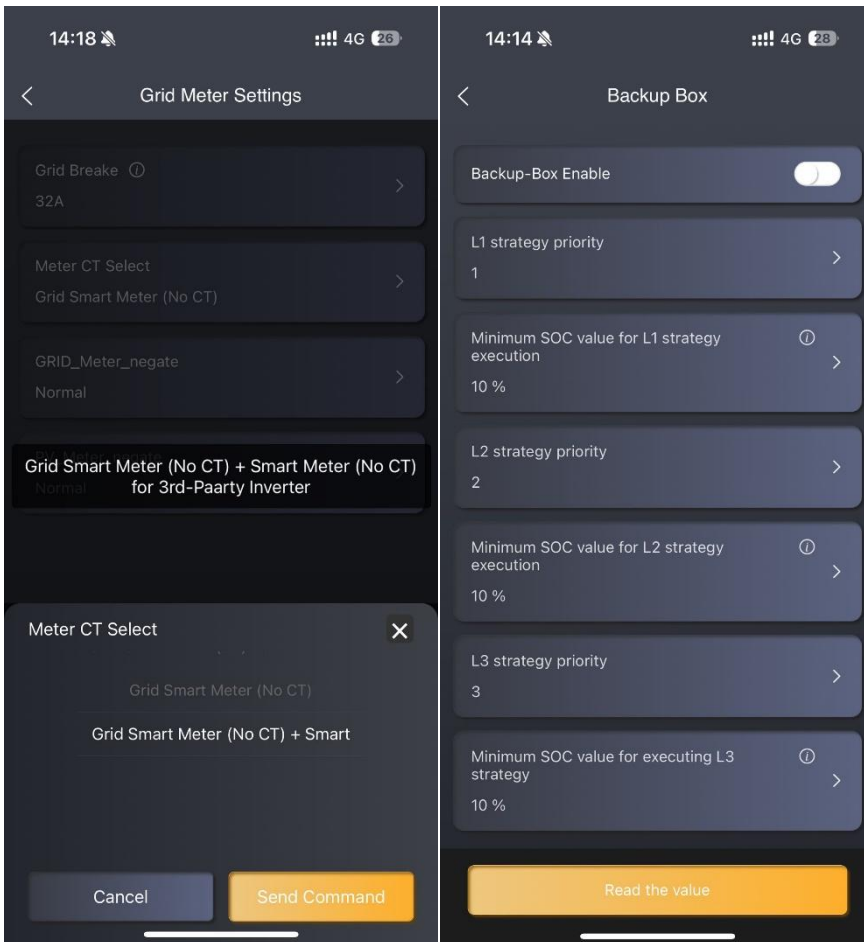 14:18 4G 26
Grid Meter Settings
Grid Breake
32A
Meter CT Select
Grid Smart Meter (No CT)
GRID_Meter_negate
Normal
Grid Smart Meter (No CT) + Smart Meter (No CT)
for 3rd-Paarty Inverter
Normal
Meter CT Select
Grid Smart Meter (No CT)
Grid Smart Meter (No CT) + Smart
Cancel
Send Command
14:14 4G 28
Backup Box
Backup-Box Enable
L1 strategy priority
1
Minimum SOC value for L1 strategy
execution
10 %
L2 strategy priority
2
Minimum SOC value for L2 strategy
execution
10 %
L3 strategy priority
3
Minimum SOC value for executing L3
strategy
10 %
Read the value